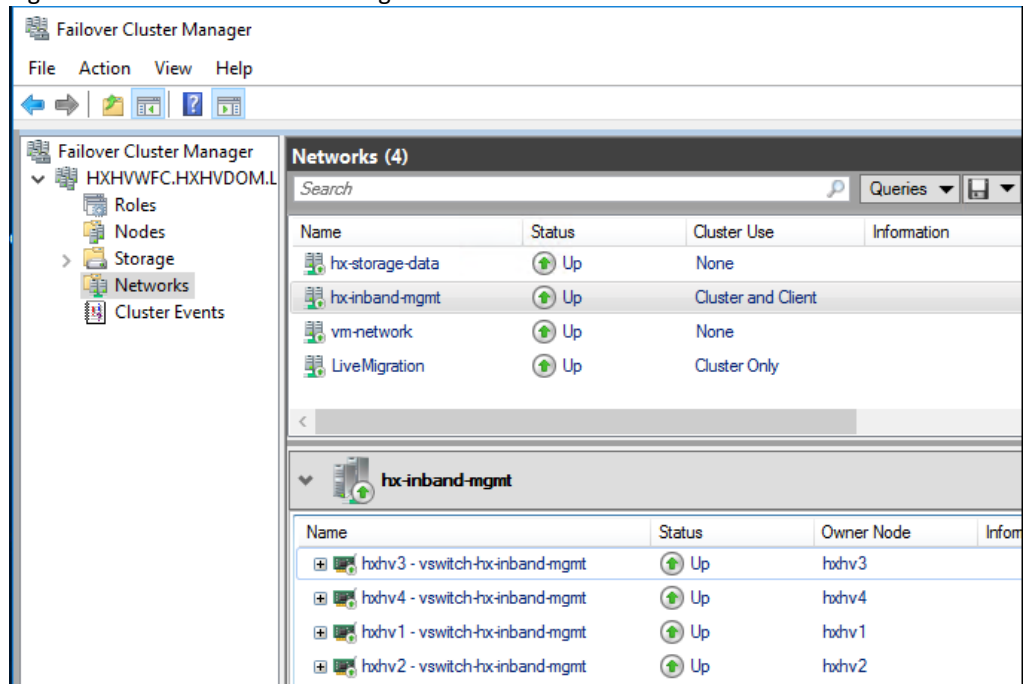 Failover Cluster Manager
File Action View Help
Failover Cluster Manager
HXHVWFC.HXHVDOM.L
Roles
Nodes
Storage
Networks
Cluster Events
Networks (4)
Search Queries
Name Status Cluster Use Information
hx-storage-data Up None
hx-inband-mgmt Up Cluster and Client
vm-network Up None
LiveMigration Up Cluster Only
hx-inband-mgmt
Name Status Owner Node Inform
hxhv3 - vswitch-hx-inband-mgmt Up hxhv3
hxhv4 - vswitch-hx-inband-mgmt Up hxhv4
hxhv1 - vswitch-hx-inband-mgmt Up hxhv1
hxhv2 - vswitch-hx-inband-mgmt Up hxhv2